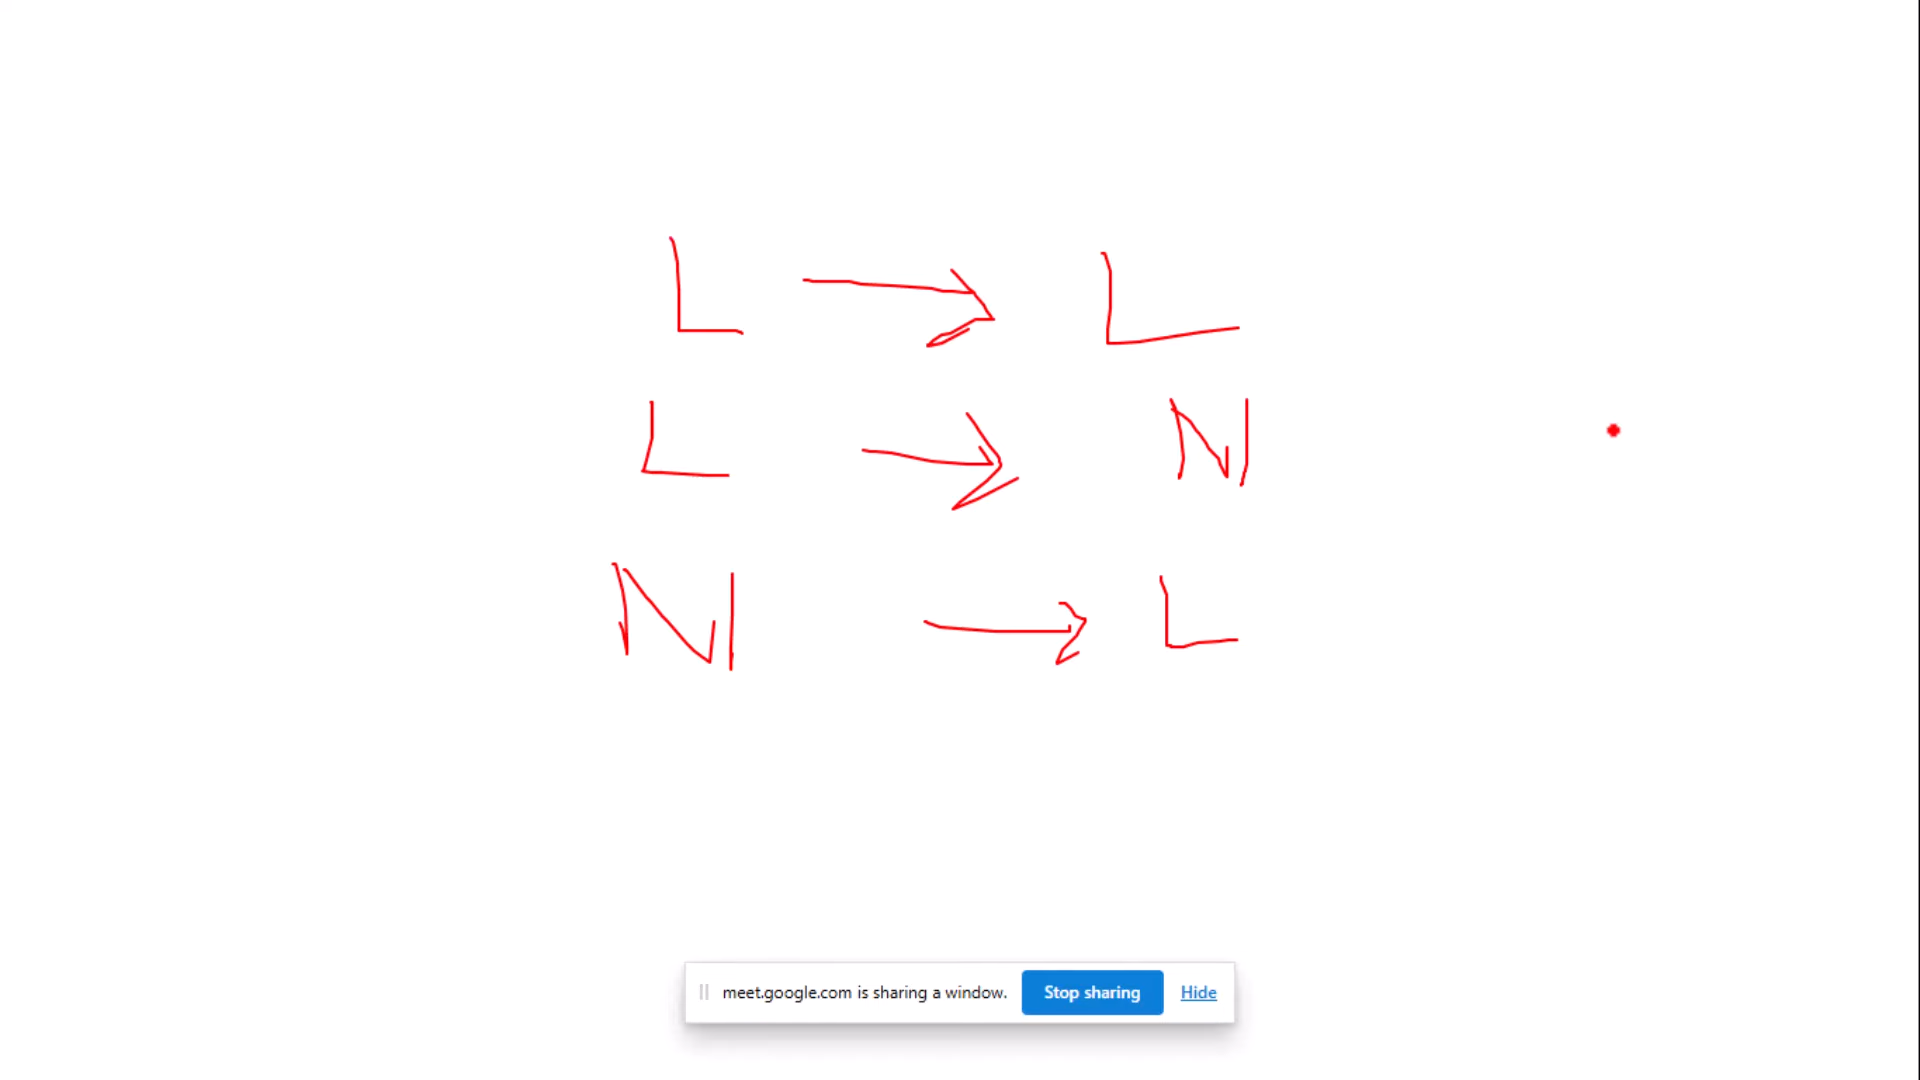 L → L
L → N
N → L
meet.google.com is sharing a window. Stop sharing Hide